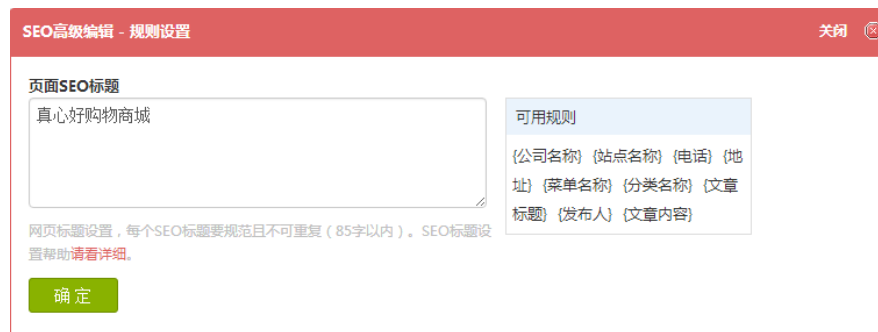 SEO高级编辑 - 规则设置 关闭
页面SEO标题
真心好购物商城
网页标题设置，每个SEO标题要规范且不可重复（85字以内）。SEO标题设
置帮助请看详细。
确 定
可用规则
{公司名称} {站点名称} {电话} {地
址} {菜单名称} {分类名称} {文章
标题} {发布人} {文章内容}